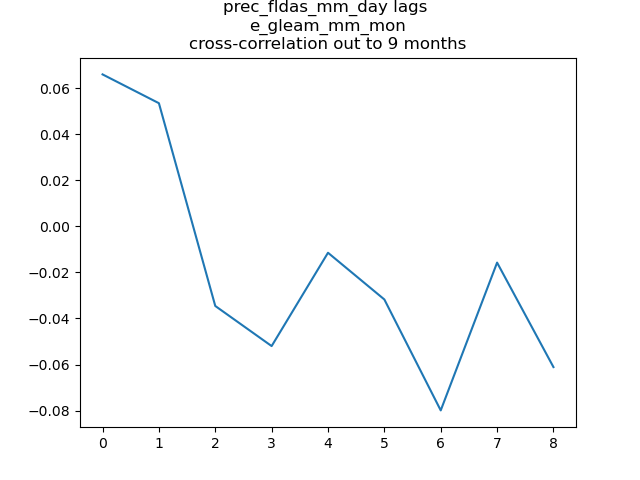 prec_fldas_mm_day lags
e_gleam_mm_mon
cross-correlation out to 9 months
0.06
0.04
0.02
0.00
−0.02
−0.04
−0.06
−0.08
0 1 2 3 4 5 6 7 8